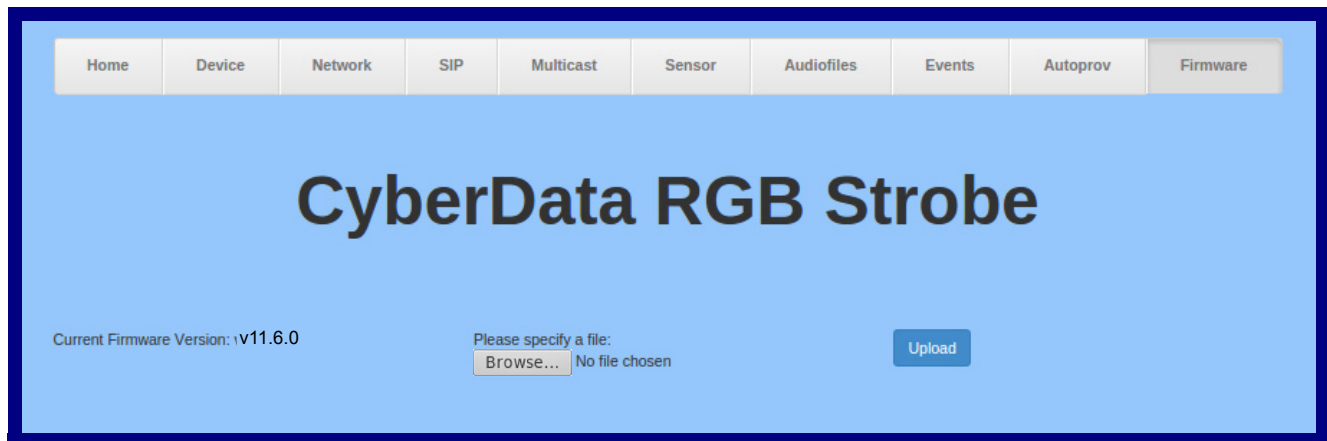 Home Device Network SIP Multicast Sensor Audiofiles Events Autoprov Firmware
CyberData RGB Strobe
Current Firmware Version: v11.6.0
Please specify a file:
Browse... No file chosen
Upload